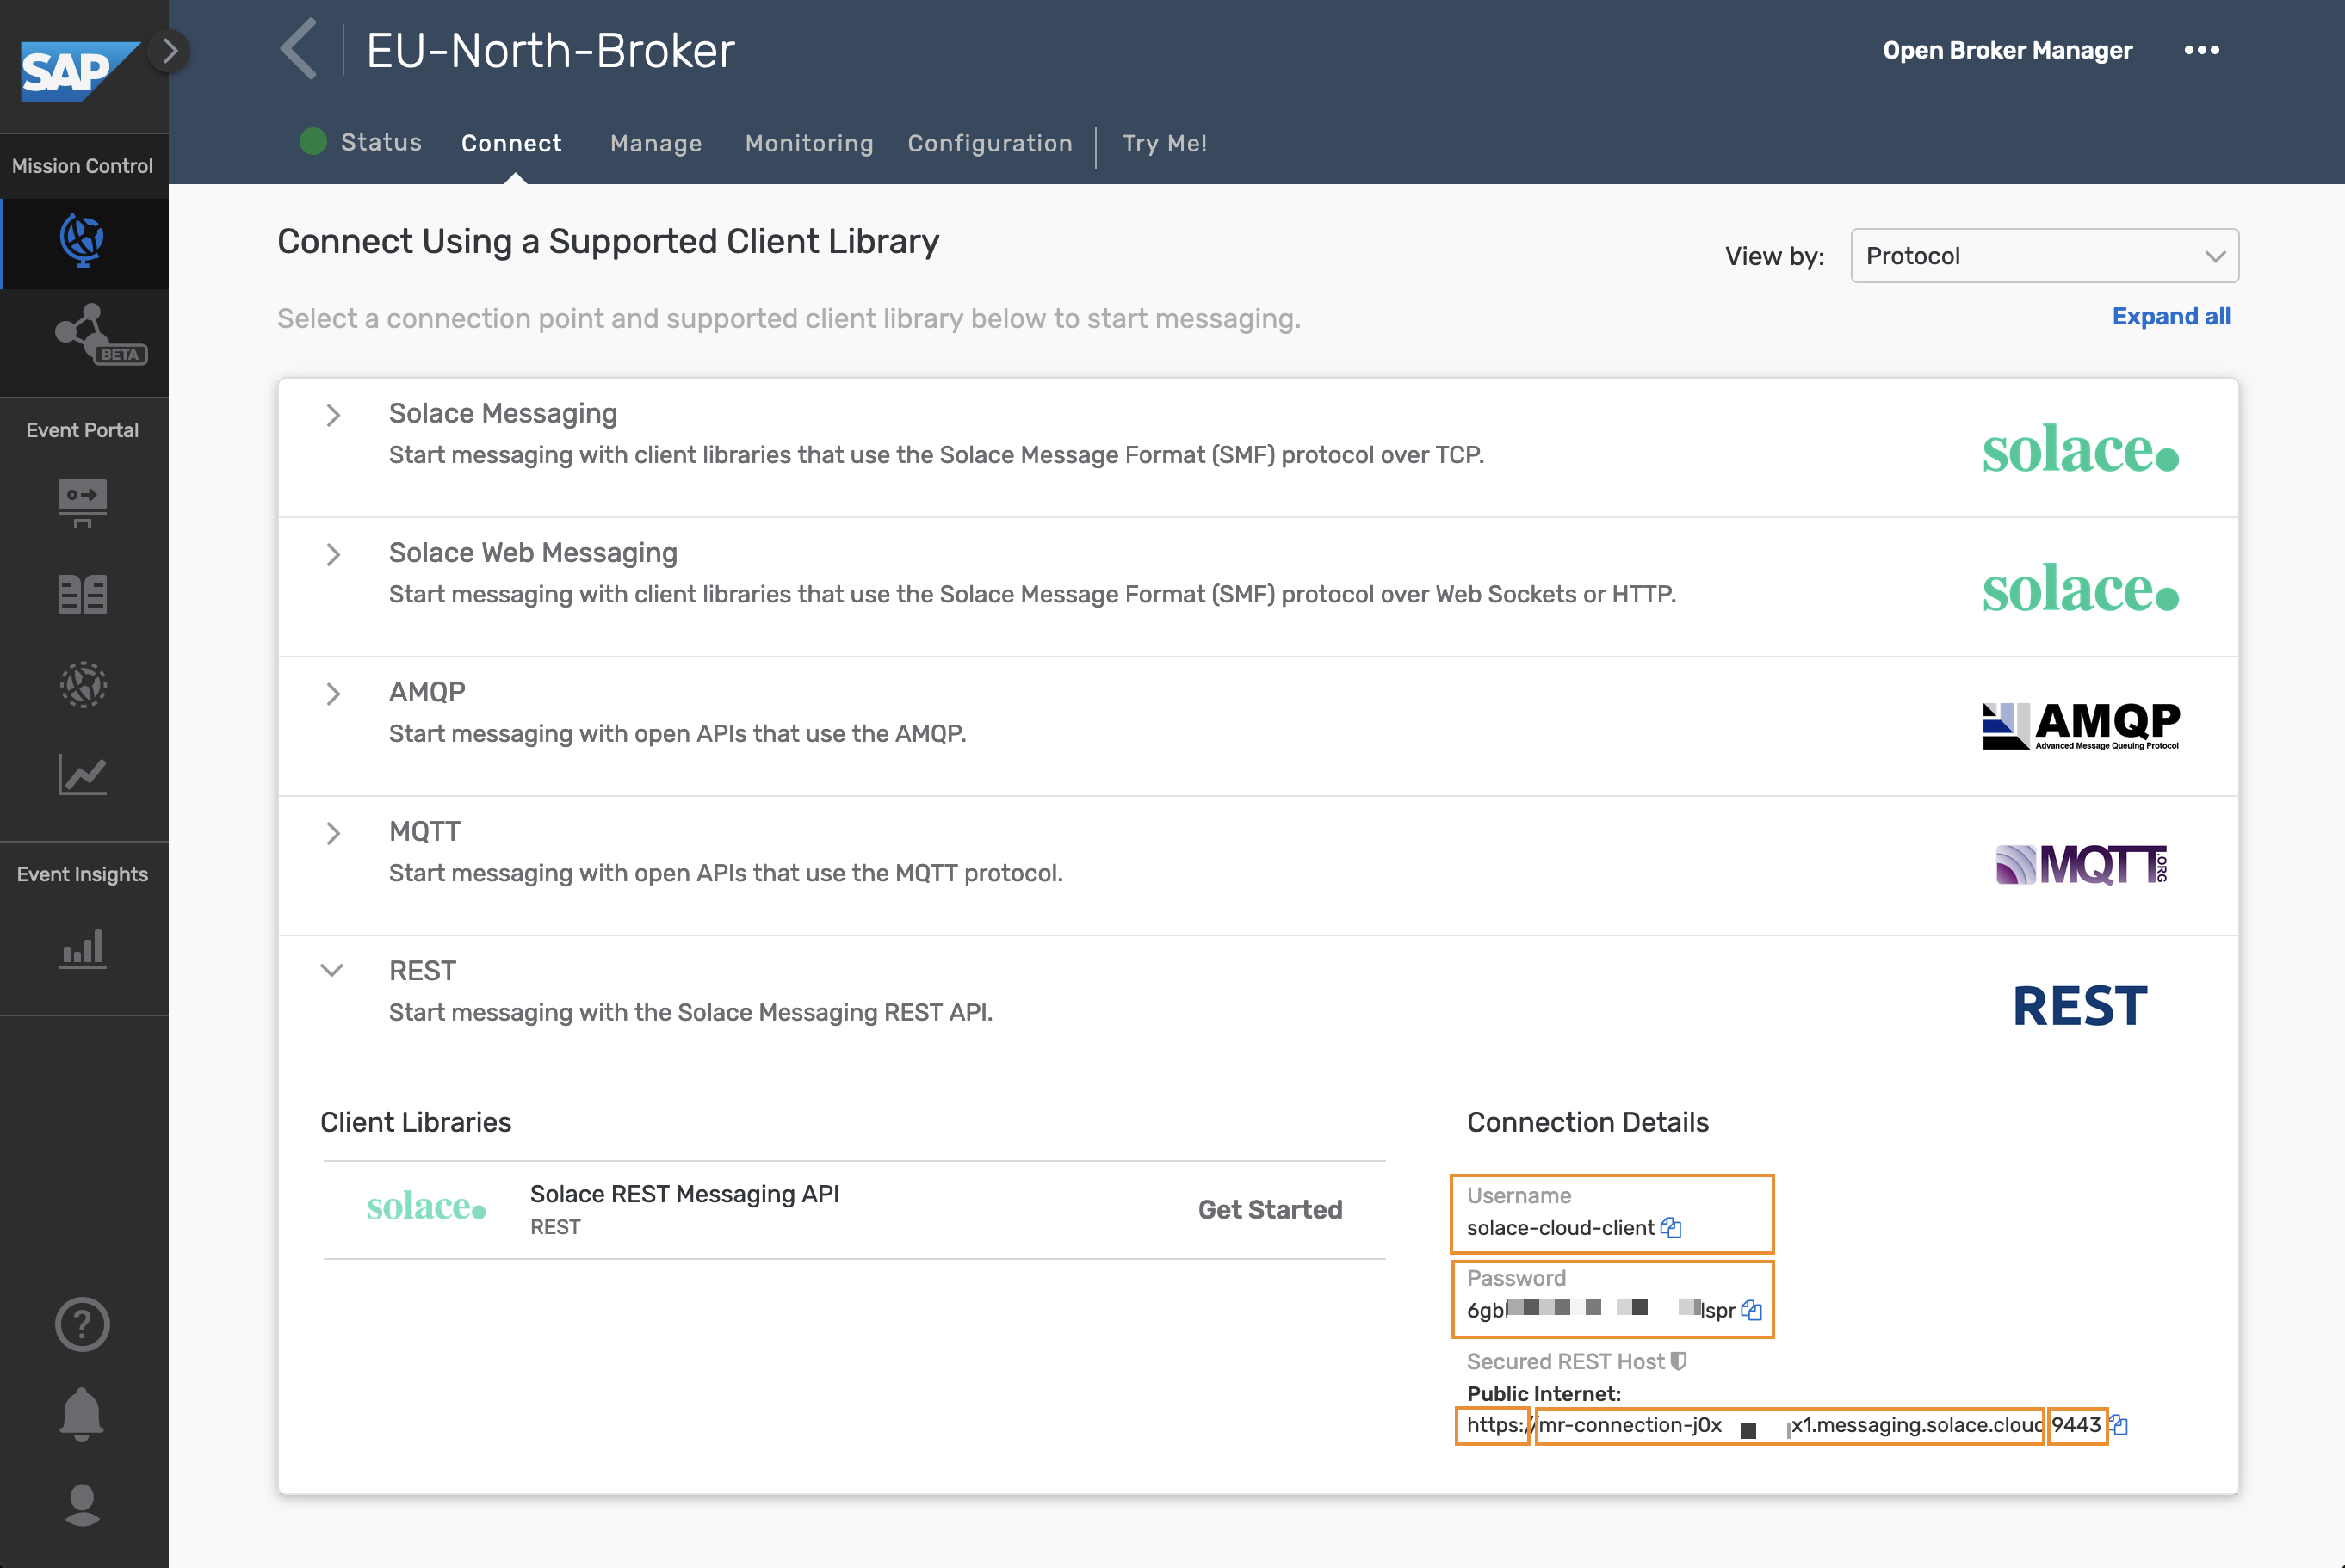 SAP
EU-North-Broker
Open Broker Manager
Status Connect Manage Monitoring Configuration Try Me!
Mission Control
BETA
Event Portal
Event Insights
Connect Using a Supported Client Library
View by: Protocol
Select a connection point and supported client library below to start messaging.
Expand all
Solace Messaging
Start messaging with client libraries that use the Solace Message Format (SMF) protocol over TCP.
solace
Solace Web Messaging
Start messaging with client libraries that use the Solace Message Format (SMF) protocol over Web Sockets or HTTP.
solace
AMQP
Start messaging with open APIs that use the AMQP.
AMQP
Advanced Message Queuing Protocol
MQTT
Start messaging with open APIs that use the MQTT protocol.
MQTT.ORG
REST
Start messaging with the Solace Messaging REST API.
REST
Client Libraries
solace
Solace REST Messaging API
REST
Get Started
Connection Details
Username
solace-cloud-client
Password
6gb lspr
Secured REST Host
Public Internet:
https://mr-connection-j0x x1.messaging.solace.cloud 9443